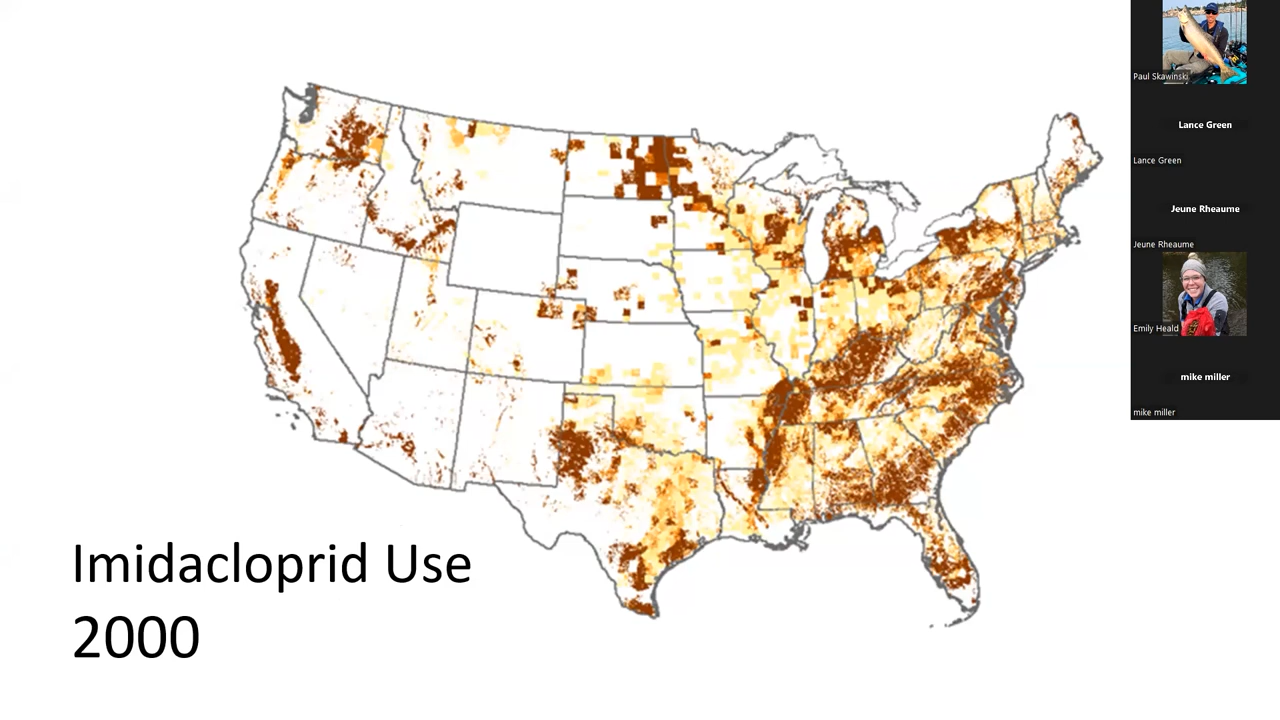 Imidacloprid Use
2000
Paul Skawinski
Lance Green
Lance Green
Jeune Rheaume
Jeune Rheaume
Emily Heald
mike miller
mike miller